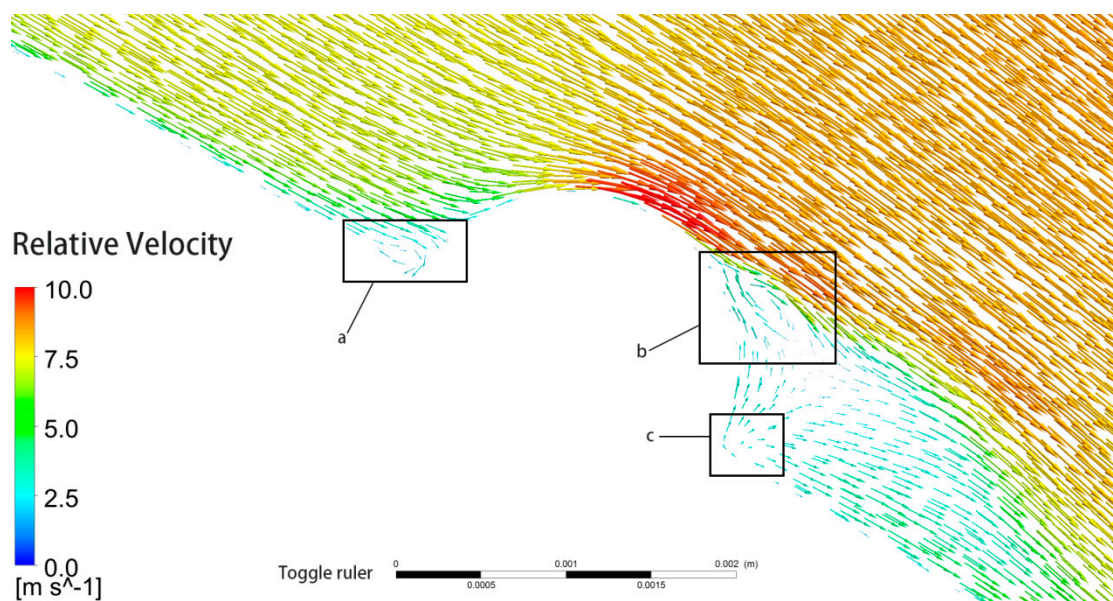 Relative Velocity
10.0
7.5
5.0
2.5
0.0
[m s^-1]
a
b
c
Toggle ruler
0 0.001 0.002 (m)
0.0005 0.0015